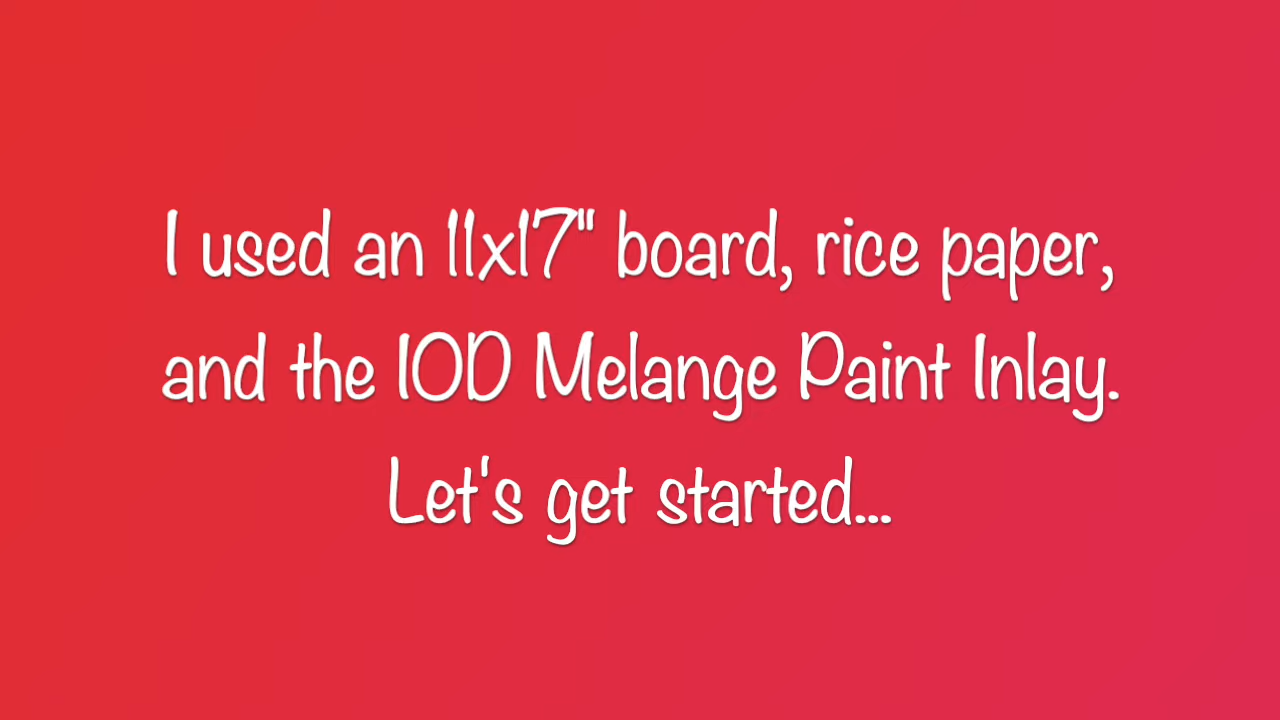 I used an 11x17" board, rice paper,
and the IOD Melange Paint Inlay.
Let's get started...